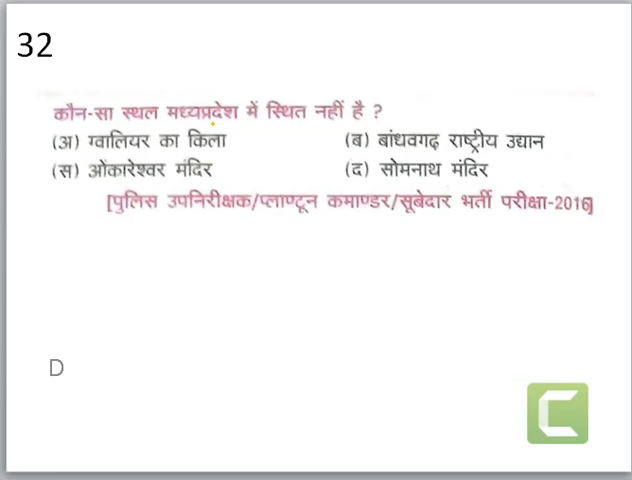 32
कौन-सा स्थल मध्यप्रदेश में स्थित नहीं है ?
(अ) ग्वालियर का किला (ब) बांधवगढ़ राष्ट्रीय उद्यान
(स) ओंकारेश्वर मंदिर (द) सोमनाथ मंदिर
[पुलिस उपनिरीक्षक/प्लाण्टून कमाण्डर/सूबेदार भर्ती परीक्षा-2016]
D